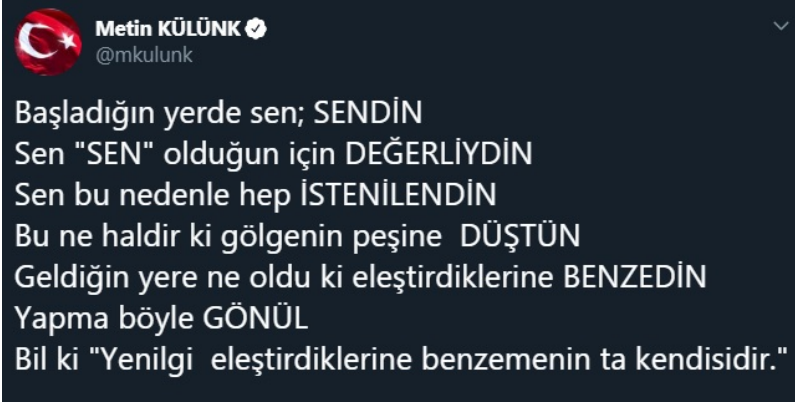 Metin KÜLÜNK
@mkulunk
Başladığın yerde sen; SENDİN
Sen "SEN" olduğun için DEĞERLİYDİN
Sen bu nedenle hep İSTENİLENDİN
Bu ne haldir ki gölgenin peşine  DÜŞTÜN
Geldiğin yere ne oldu ki eleştirdiklerine BENZEDİN
Yapma böyle GÖNÜL
Bil ki "Yenilgi  eleştirdiklerine benzemenin ta kendisidir."